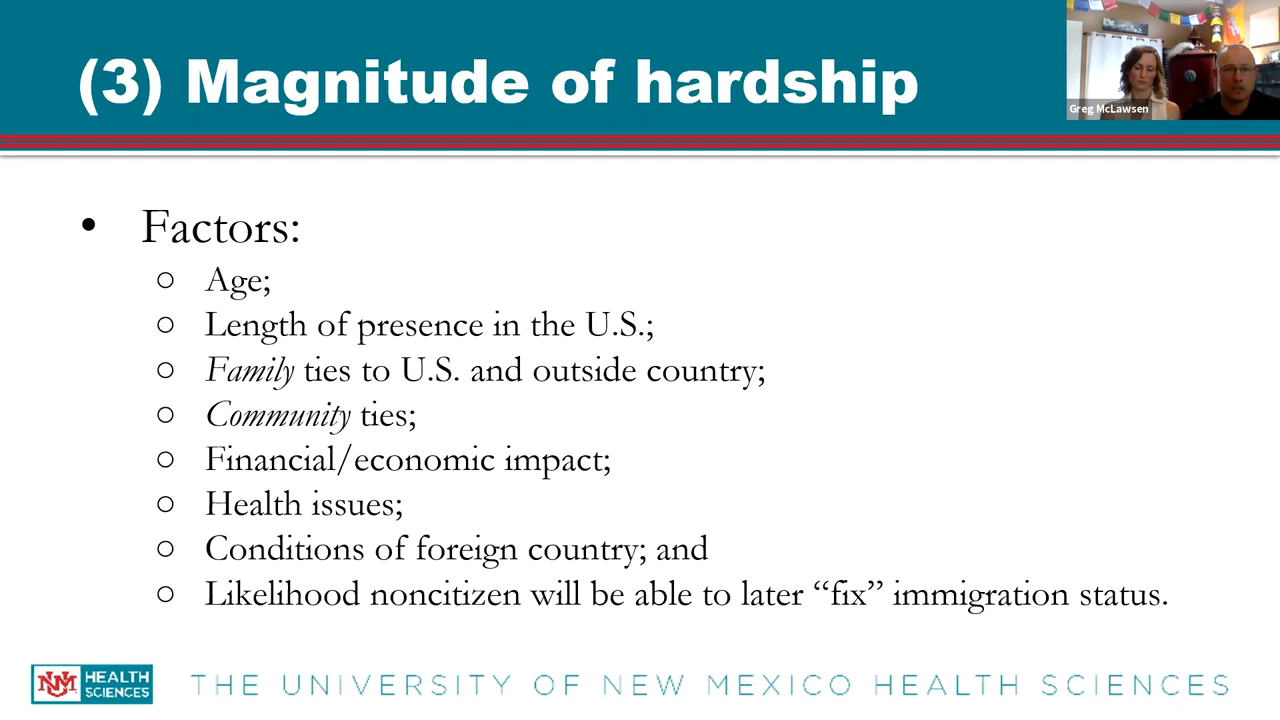 (3) Magnitude of hardship
Greg McLawsen
• Factors:
○ Age;
○ Length of presence in the U.S.;
○ Family ties to U.S. and outside country;
○ Community ties;
○ Financial/economic impact;
○ Health issues;
○ Conditions of foreign country; and
○ Likelihood noncitizen will be able to later “fix” immigration status.
UNM HEALTH SCIENCES
THE UNIVERSITY OF NEW MEXICO HEALTH SCIENCES